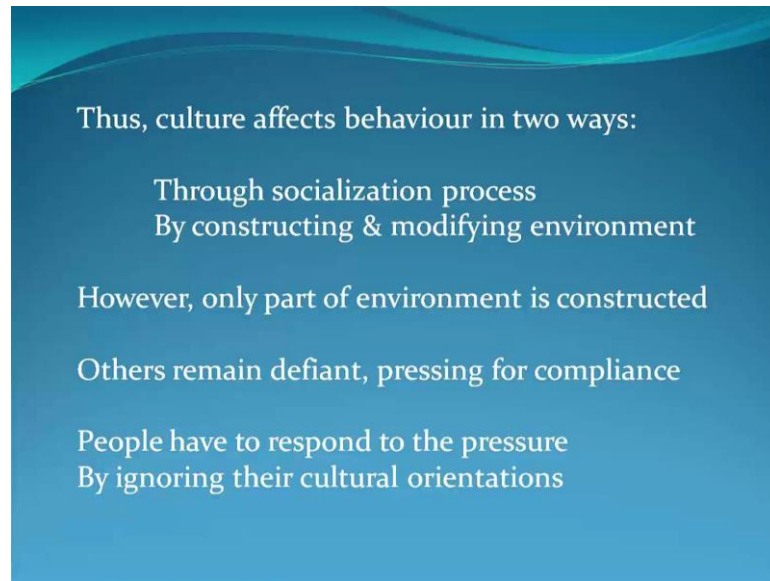 Thus, culture affects behaviour in two ways:
Through socialization process
By constructing & modifying environment
However, only part of environment is constructed
Others remain defiant, pressing for compliance
People have to respond to the pressure
By ignoring their cultural orientations